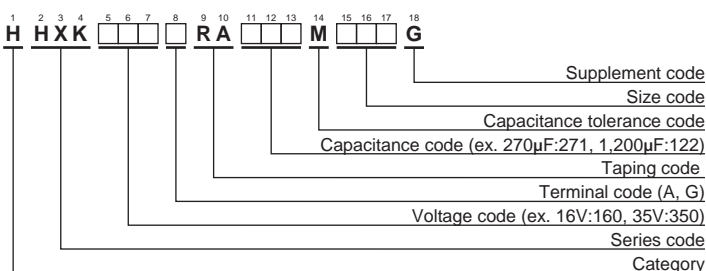 1 2 3 4 5 6 7 8 9 10 11 12 13 14 15 16 17 18
H HXK □□□ □ RA □□□ M □□□ G
Supplement code
Size code
Capacitance tolerance code
Capacitance code (ex. 270µF:271, 1,200µF:122)
Taping code
Terminal code (A, G)
Voltage code (ex. 16V:160, 35V:350)
Series code
Category